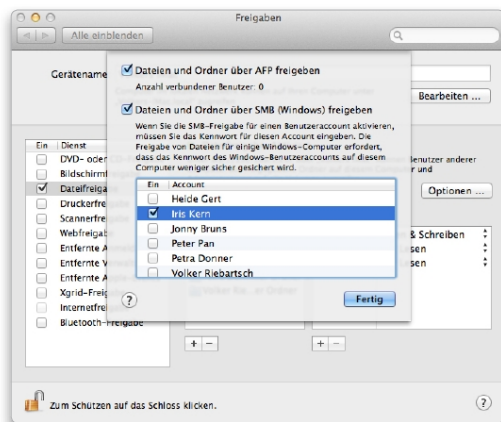 Freigaben
Alle einblenden
Gerätename
Bearbeiten ...
Dateien und Ordner über AFP freigeben
Anzahl verbundener Benutzer: 0
Dateien und Ordner über SMB (Windows) freigeben
Wenn Sie die SMB-Freigabe für einen Benutzeraccount aktivieren,
müssen Sie das Kennwort für diesen Account eingeben. Die
Freigabe von Dateien für einige Windows-Computer erfordert,
dass das Kennwort des Windows-Benutzeraccounts auf diesem
Computer weniger sicher gesichert wird.
Ein Account
Heide Gert
Iris Kern
Jonny Bruns
Peter Pan
Petra Donner
Volker Riebartsch
?
Fertig
Ein Dienst
DVD- oder
Bildschirmf
Dateifreiga
Druckerfre
Scannerfre
Webfreigab
Entfernte
Entfernte
Entfernte
Xgrid-Freig
Internetfrei
Bluetooth-Freigabe
Benutzer anderer
und
Optionen ...
& Schreiben
esen
esen
+ −
+ −
Zum Schützen auf das Schloss klicken.
?